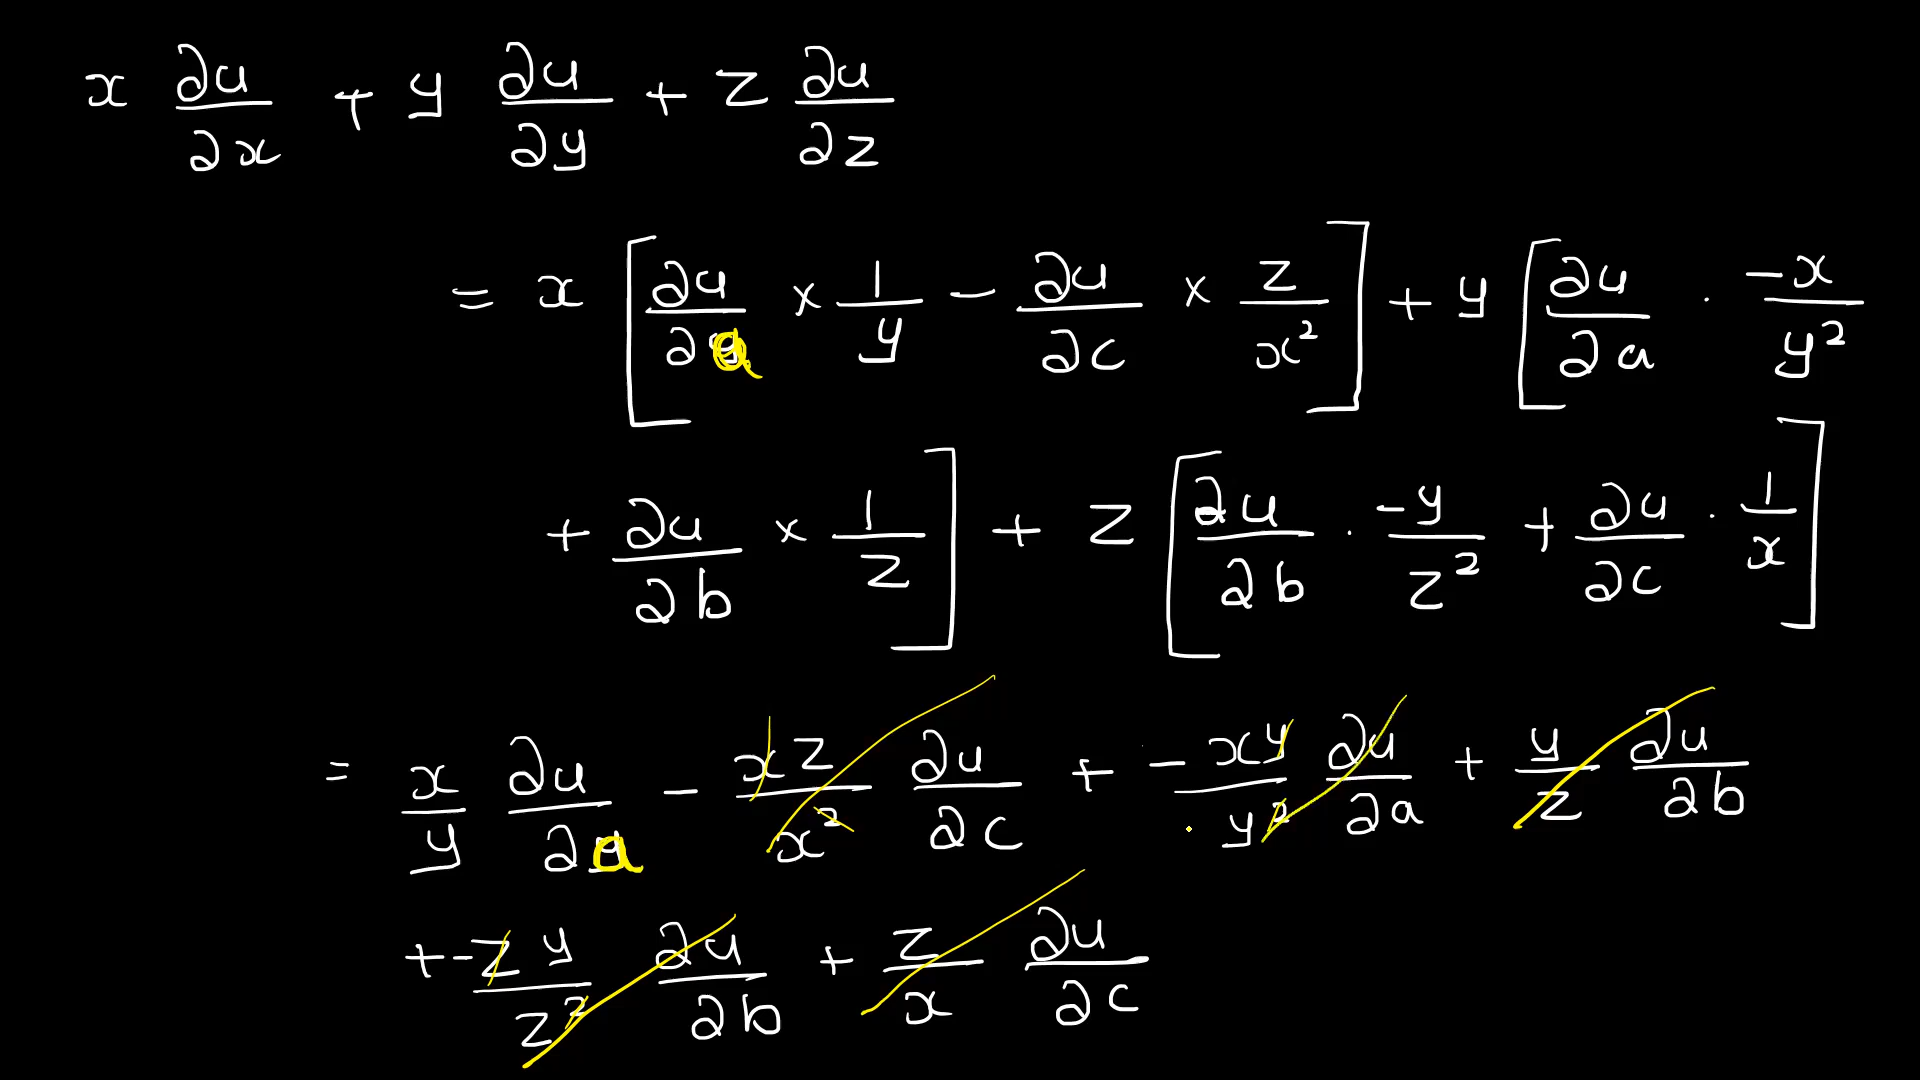 x ∂u/∂x + y ∂u/∂y + z ∂u/∂z
= x [ ∂u/∂a × 1/y − ∂u/∂c × z/x² ] + y [ ∂u/∂a · −x/y²
+ ∂u/∂b × 1/z ] + z [ ∂u/∂b · −y/z² + ∂u/∂c · 1/x ]
= x/y ∂u/∂a − xz/x² ∂u/∂c + − xy/y² ∂u/∂a + y/z ∂u/∂b
+ − zy/z² ∂u/∂b + z/x ∂u/∂c